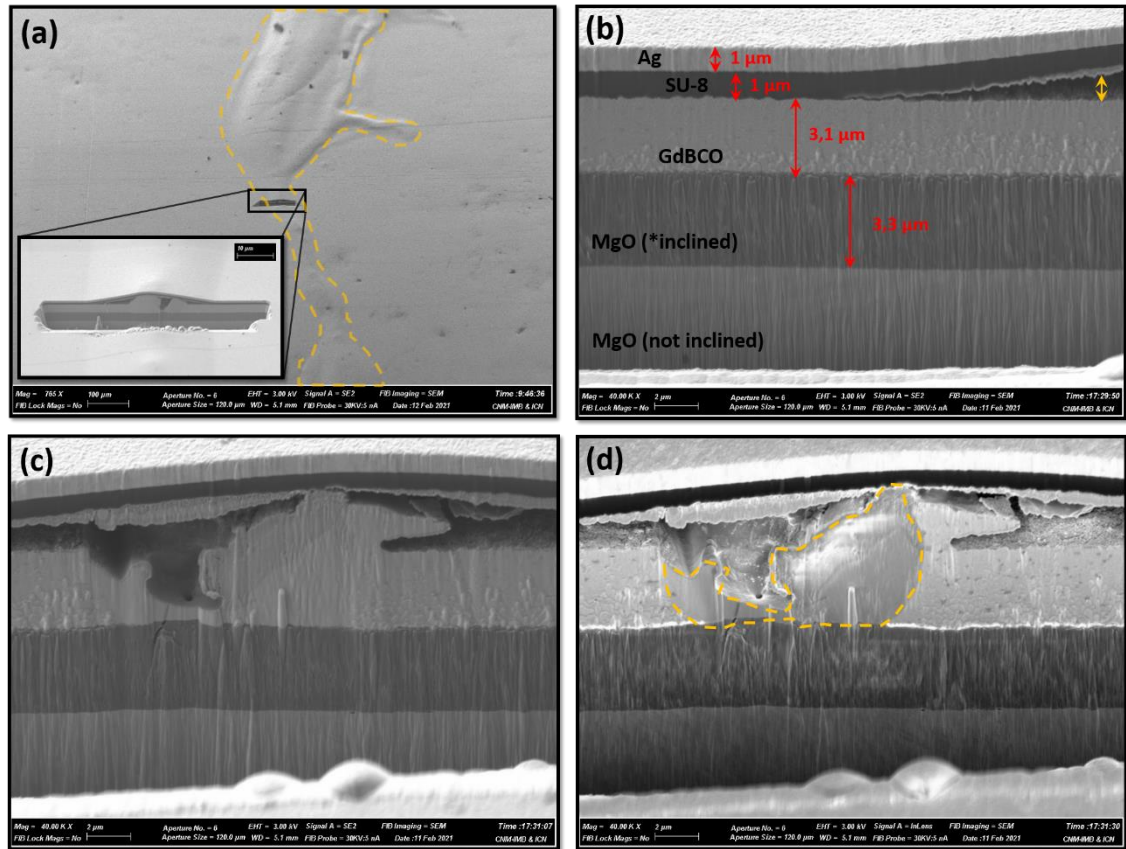 (a)
10 μm
Mag = 765 X 100 μm Aperture No. = 6 EHT = 3.00 kV Signal A = SE2 FIB Imaging = SEM Time :9:46:36
FIB Lock Mags = No Aperture Size = 120.0 μm WD = 5.1 mm FIB Probe = 30KV:5 nA Date :12 Feb 2021 CNM-IMB & ICN
(b)
Ag 1 μm
SU-8 1 μm
3,1 μm
GdBCO
3,3 μm
MgO (*inclined)
MgO (not inclined)
Mag = 40.00 K X 2 μm Aperture No. = 6 EHT = 3.00 kV Signal A = SE2 FIB Imaging = SEM Time :17:29:50
FIB Lock Mags = No Aperture Size = 120.0 μm WD = 5.1 mm FIB Probe = 30KV:5 nA Date :11 Feb 2021 CNM-IMB & ICN
(c)
Mag = 40.00 K X 2 μm Aperture No. = 6 EHT = 3.00 kV Signal A = SE2 FIB Imaging = SEM Time :17:31:07
FIB Lock Mags = No Aperture Size = 120.0 μm WD = 5.1 mm FIB Probe = 30KV:5 nA Date :11 Feb 2021 CNM-IMB & ICN
(d)
Mag = 40.00 K X 2 μm Aperture No. = 6 EHT = 3.00 kV Signal A = InLens FIB Imaging = SEM Time :17:31:30
FIB Lock Mags = No Aperture Size = 120.0 μm WD = 5.1 mm FIB Probe = 30KV:5 nA Date :11 Feb 2021 CNM-IMB & ICN